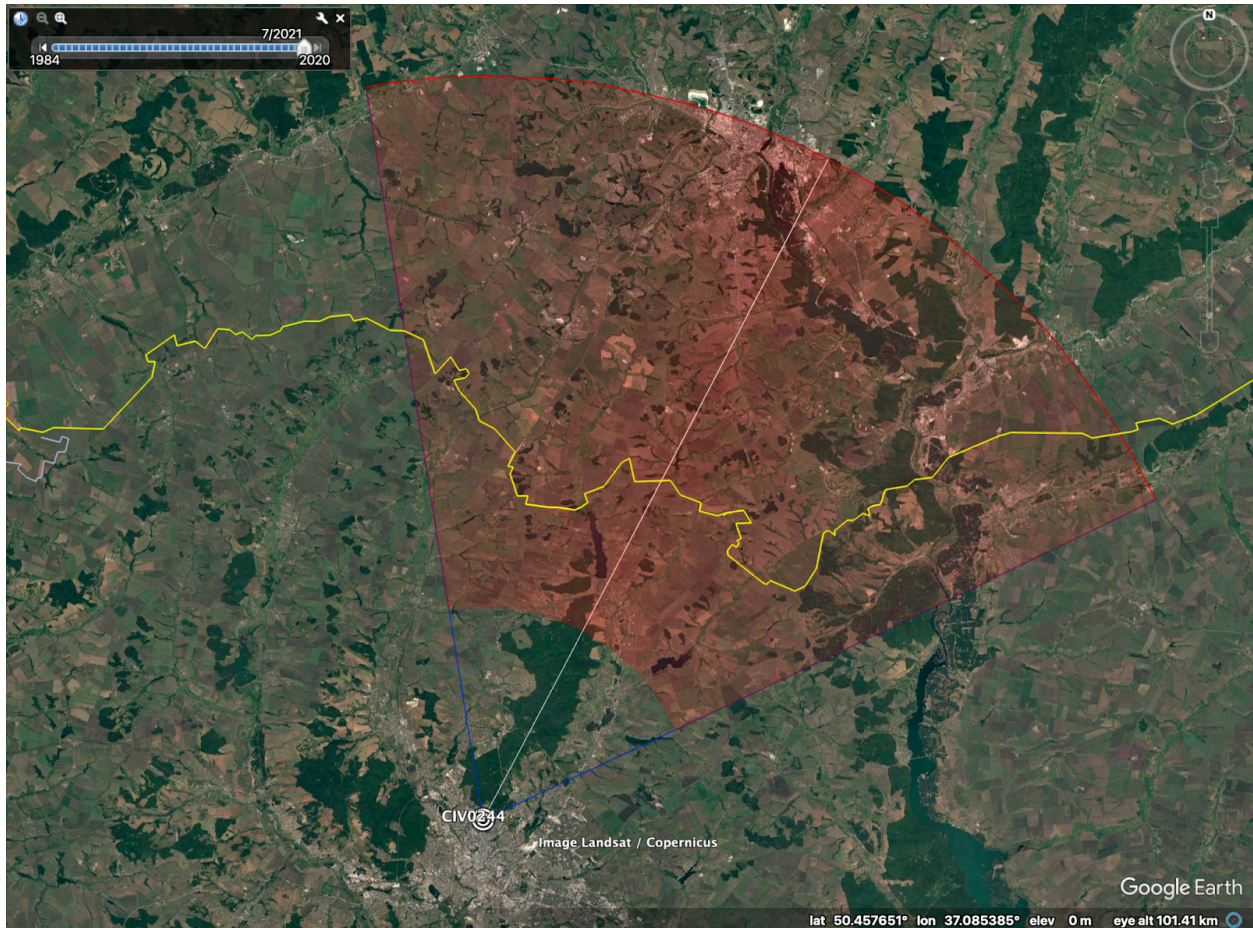 N
7/2021
1984
2020
CIV0244
Image Landsat / Copernicus
Google Earth
lat 50.457651° lon 37.085385° elev 0 m eye alt 101.41 km